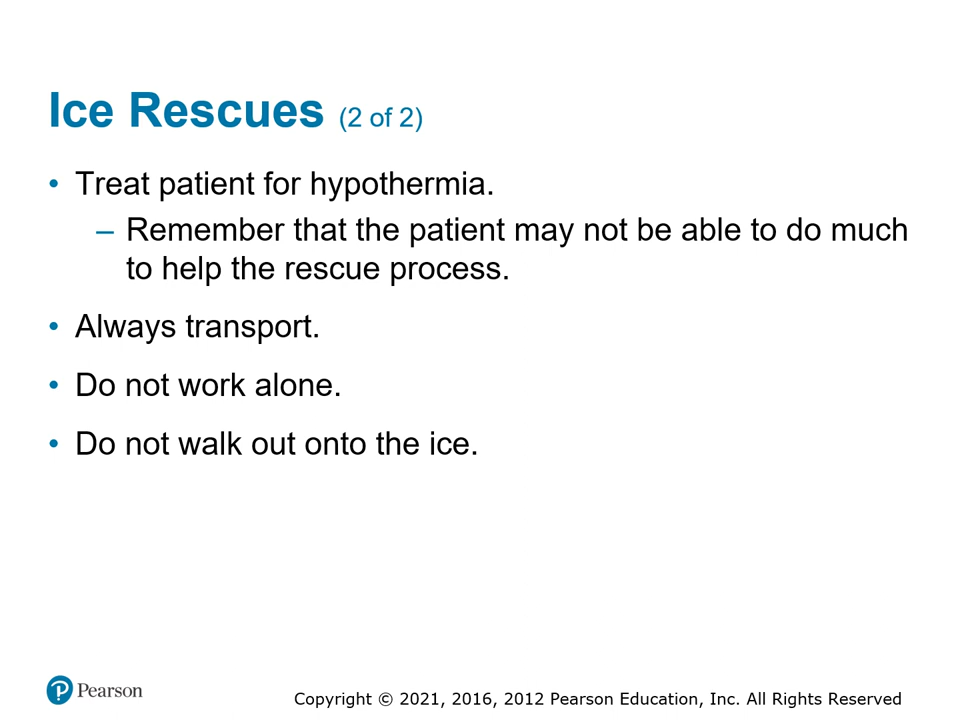 Ice Rescues (2 of 2)
• Treat patient for hypothermia.
– Remember that the patient may not be able to do much
to help the rescue process.
• Always transport.
• Do not work alone.
• Do not walk out onto the ice.
Pearson
Copyright © 2021, 2016, 2012 Pearson Education, Inc. All Rights Reserved